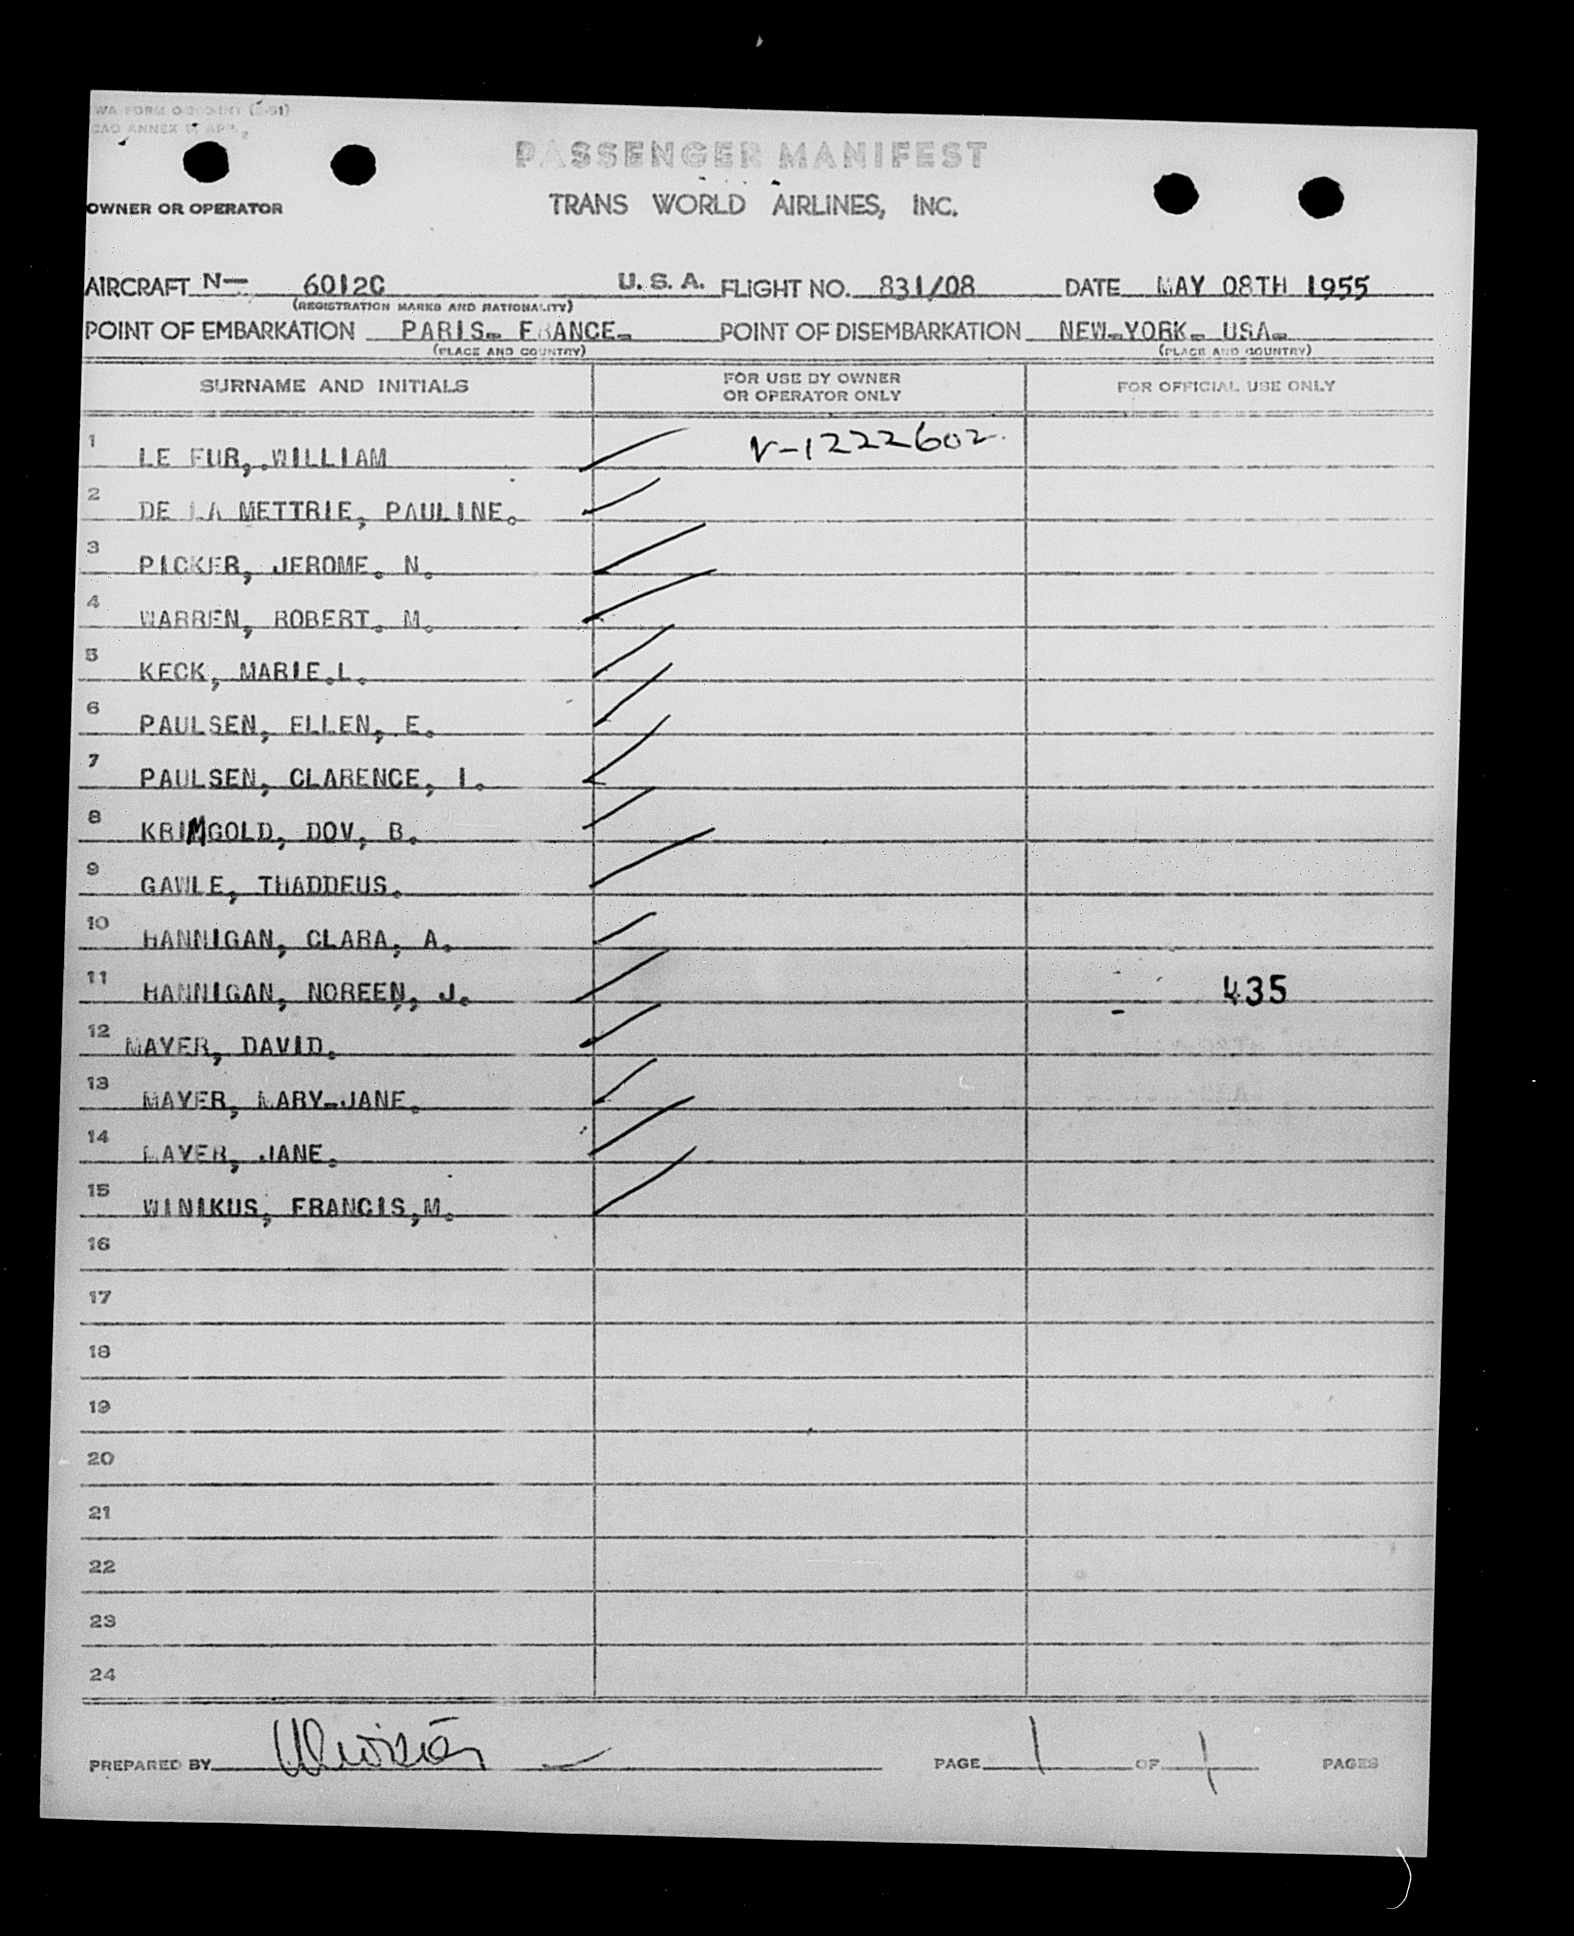 PASSENGER MANIFEST
OWNER OR OPERATOR TRANS WORLD AIRLINES, INC.
AIRCRAFT N— 6012C U. S. A. FLIGHT NO. 831/08 DATE MAY 08TH 1955
(REGISTRATION MARKS AND NATIONALITY)
POINT OF EMBARKATION PARIS- FRANCE- POINT OF DISEMBARKATION NEW-YORK- USA-
(PLACE AND COUNTRY) (PLACE AND COUNTRY)
SURNAME AND INITIALS FOR USE BY OWNER OR OPERATOR ONLY FOR OFFICIAL USE ONLY
1 LE FUR, WILLIAM V-1222602
2 DE LA METTRIE, PAULINE.
3 PICKER, JEROME. N.
4 WARREN, ROBERT. M.
5 KECK, MARIE.L.
6 PAULSEN, ELLEN, E.
7 PAULSEN, CLARENCE, I.
8 KRIMGOLD, DOV, B.
9 GAWLE, THADDEUS.
10 HANNIGAN, CLARA, A.
11 HANNIGAN, NOREEN, J. 435
12 MAYER, DAVID.
13 MAYER, MARY-JANE.
14 MAYER, JANE.
15 WINIKUS, FRANCIS,M.
16
17
18
19
20
21
22
23
24
PREPARED BY PAGE 1 OF 1 PAGES